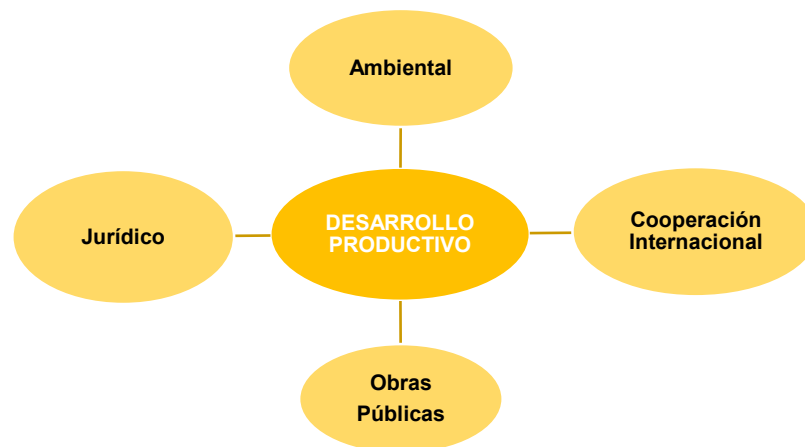 Ambiental
Jurídico
DESARROLLO
PRODUCTIVO
Cooperación
Internacional
Obras
Públicas